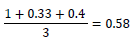 (1 + 0.33 + 0.4) / 3 = 0.58